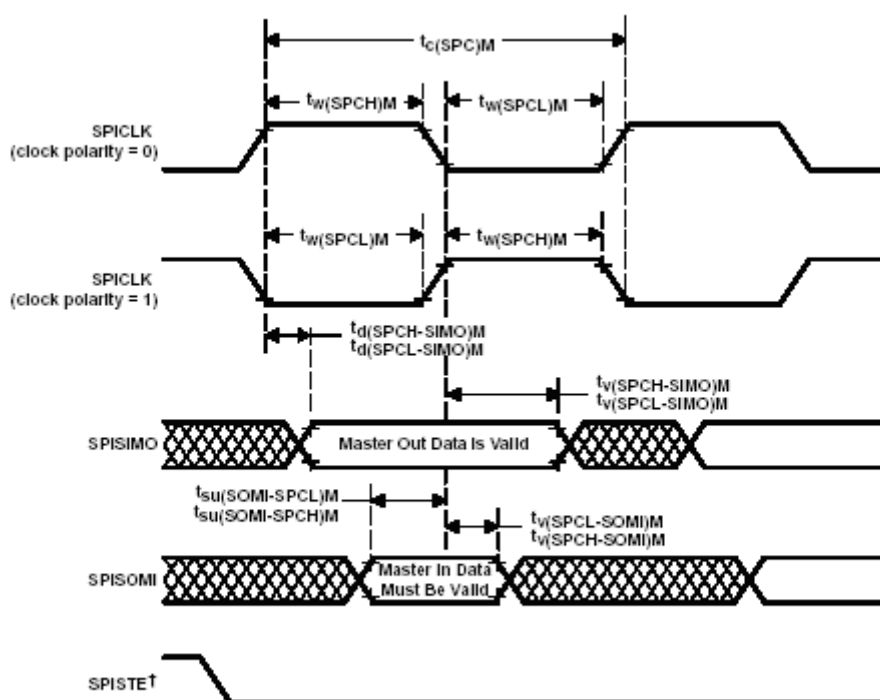 tc(SPC)M
tw(SPCH)M
tw(SPCL)M
SPICLK
(clock polarity = 0)
tw(SPCL)M
tw(SPCH)M
SPICLK
(clock polarity = 1)
td(SPCH-SIMO)M
td(SPCL-SIMO)M
tv(SPCH-SIMO)M
tv(SPCL-SIMO)M
SPISIMO
Master Out Data Is Valid
tsu(SOMI-SPCL)M
tsu(SOMI-SPCH)M
tv(SPCL-SOMI)M
tv(SPCH-SOMI)M
SPISOMI
Master In Data
Must Be Valid
SPISTE†